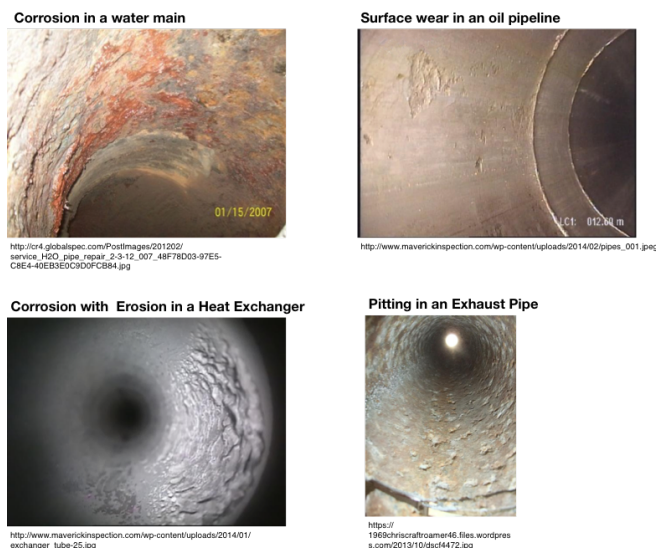 Corrosion in a water main
01/15/2007
http://cr4.globalspec.com/PostImages/201202/
service_H2O_pipe_repair_2-3-12_007_48F78D03-97E5-
C8E4-40EB3E0C9D0FCB84.jpg
Surface wear in an oil pipeline
LC1: 012.60 m
http://www.maverickinspection.com/wp-content/uploads/2014/02/pipes_001.jpeg
Corrosion with  Erosion in a Heat Exchanger
http://www.maverickinspection.com/wp-content/uploads/2014/01/
exchanger_tube-25.jpg
Pitting in an Exhaust Pipe
https://
1969chriscraftroamer46.files.wordpres
s.com/2013/10/dscf4472.jpg